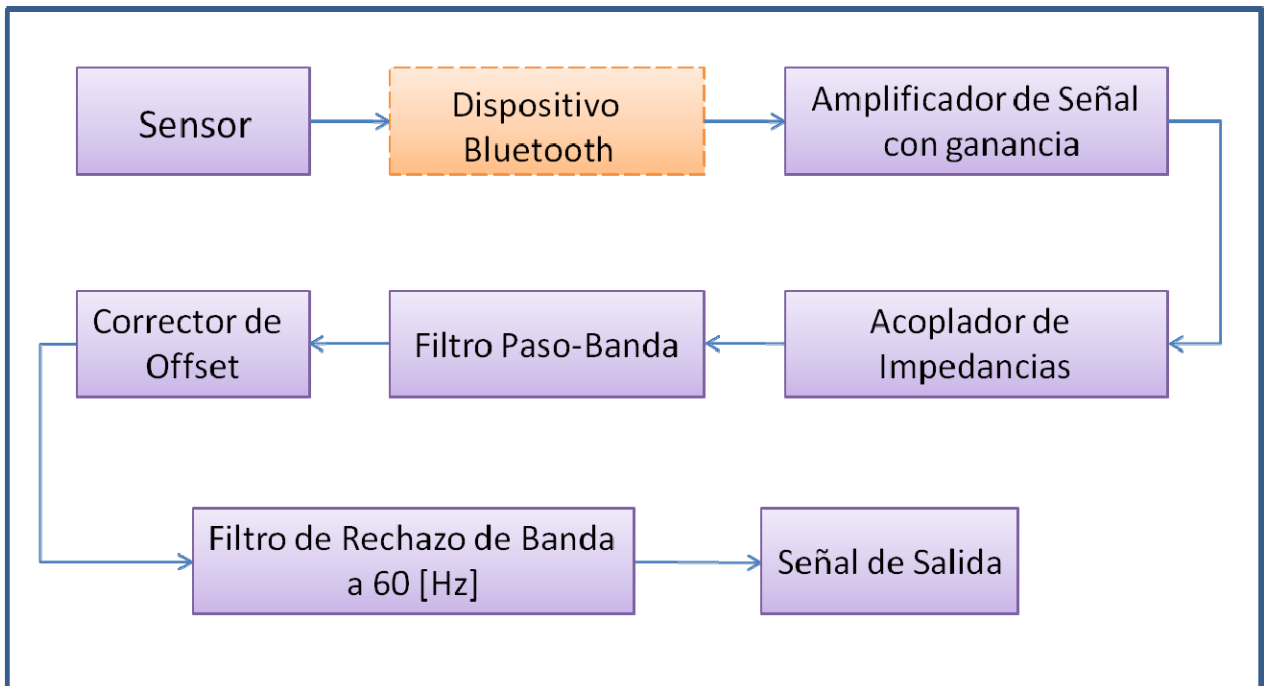 Sensor
Dispositivo
Bluetooth
Amplificador de Señal
con ganancia
Corrector de
Offset
Filtro Paso-Banda
Acoplador de
Impedancias
Filtro de Rechazo de Banda
a 60 [Hz]
Señal de Salida